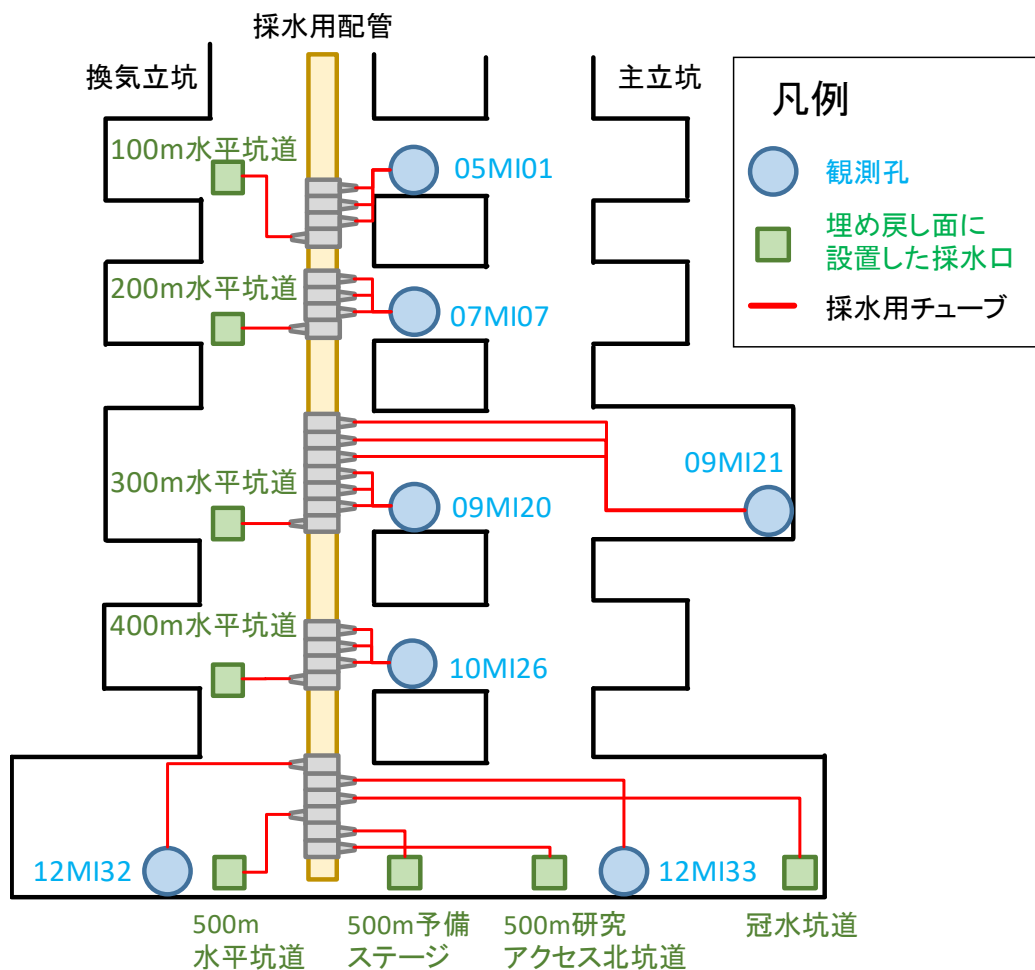 採水用配管
換気立坑
主立坑
凡例
観測孔
埋め戻し面に
設置した採水口
採水用チューブ
100m水平坑道
05MI01
200m水平坑道
07MI07
300m水平坑道
09MI21
09MI20
400m水平坑道
10MI26
12MI32
12MI33
500m
水平坑道
500m予備
ステージ
500m研究
アクセス北坑道
冠水坑道